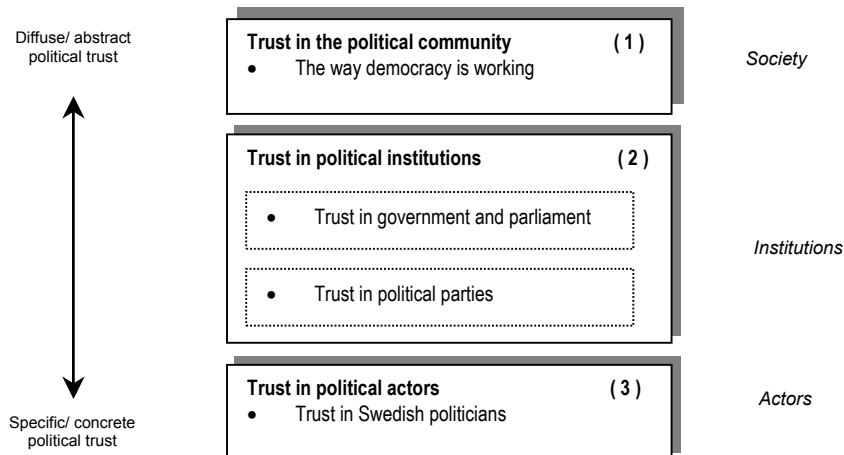 Diffuse/ abstract
political trust
Trust in the political community ( 1 )
• The way democracy is working
Society
Trust in political institutions ( 2 )
• Trust in government and parliament
• Trust in political parties
Institutions
Trust in political actors ( 3 )
• Trust in Swedish politicians
Actors
Specific/ concrete
political trust